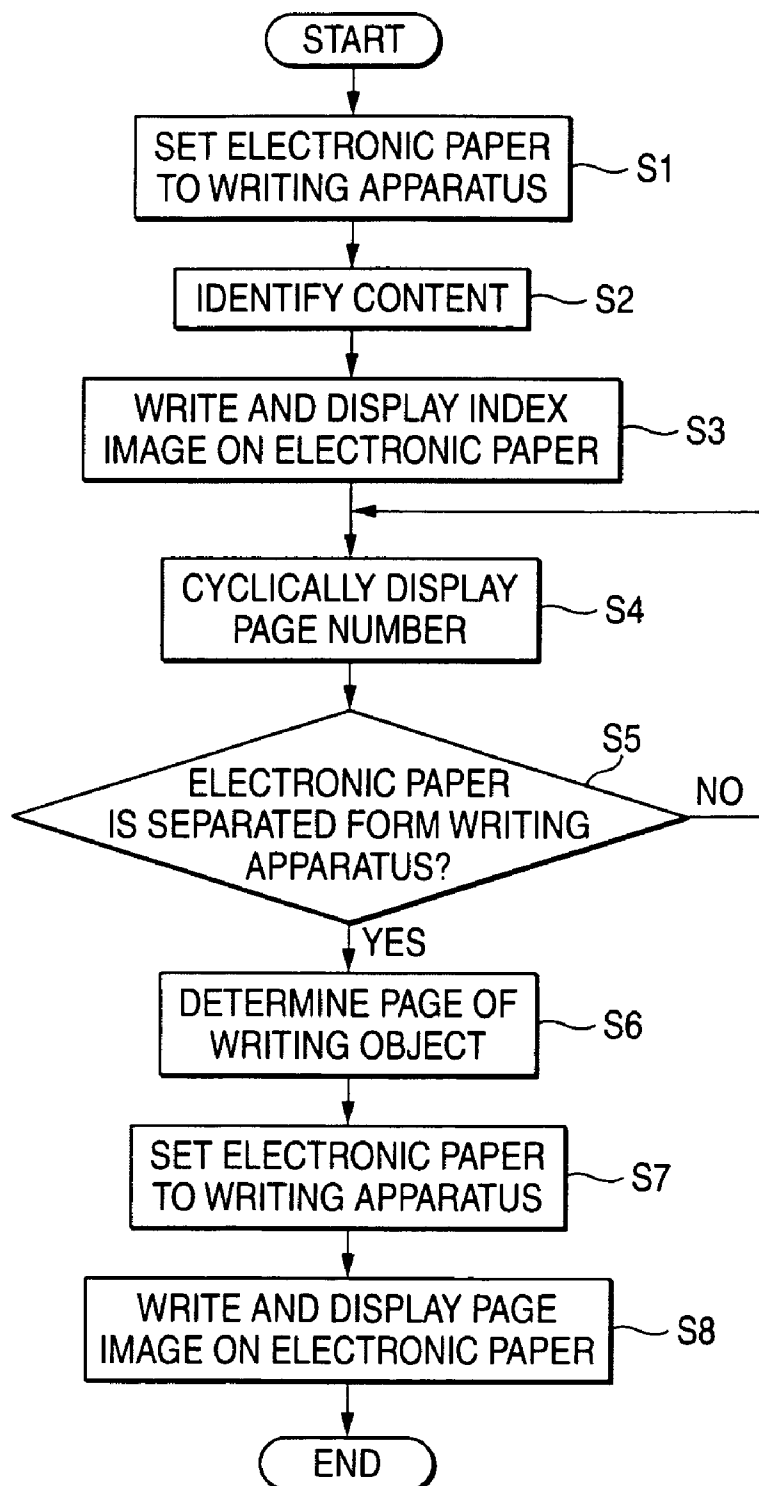 START
SET ELECTRONIC PAPER
TO WRITING APPARATUS
S1
IDENTIFY CONTENT
S2
WRITE AND DISPLAY INDEX
IMAGE ON ELECTRONIC PAPER
S3
CYCLICALLY DISPLAY
PAGE NUMBER
S4
S5
ELECTRONIC PAPER
IS SEPARATED FORM WRITING
APPARATUS?
NO
YES
DETERMINE PAGE OF
WRITING OBJECT
S6
SET ELECTRONIC PAPER
TO WRITING APPARATUS
S7
WRITE AND DISPLAY PAGE
IMAGE ON ELECTRONIC PAPER
S8
END